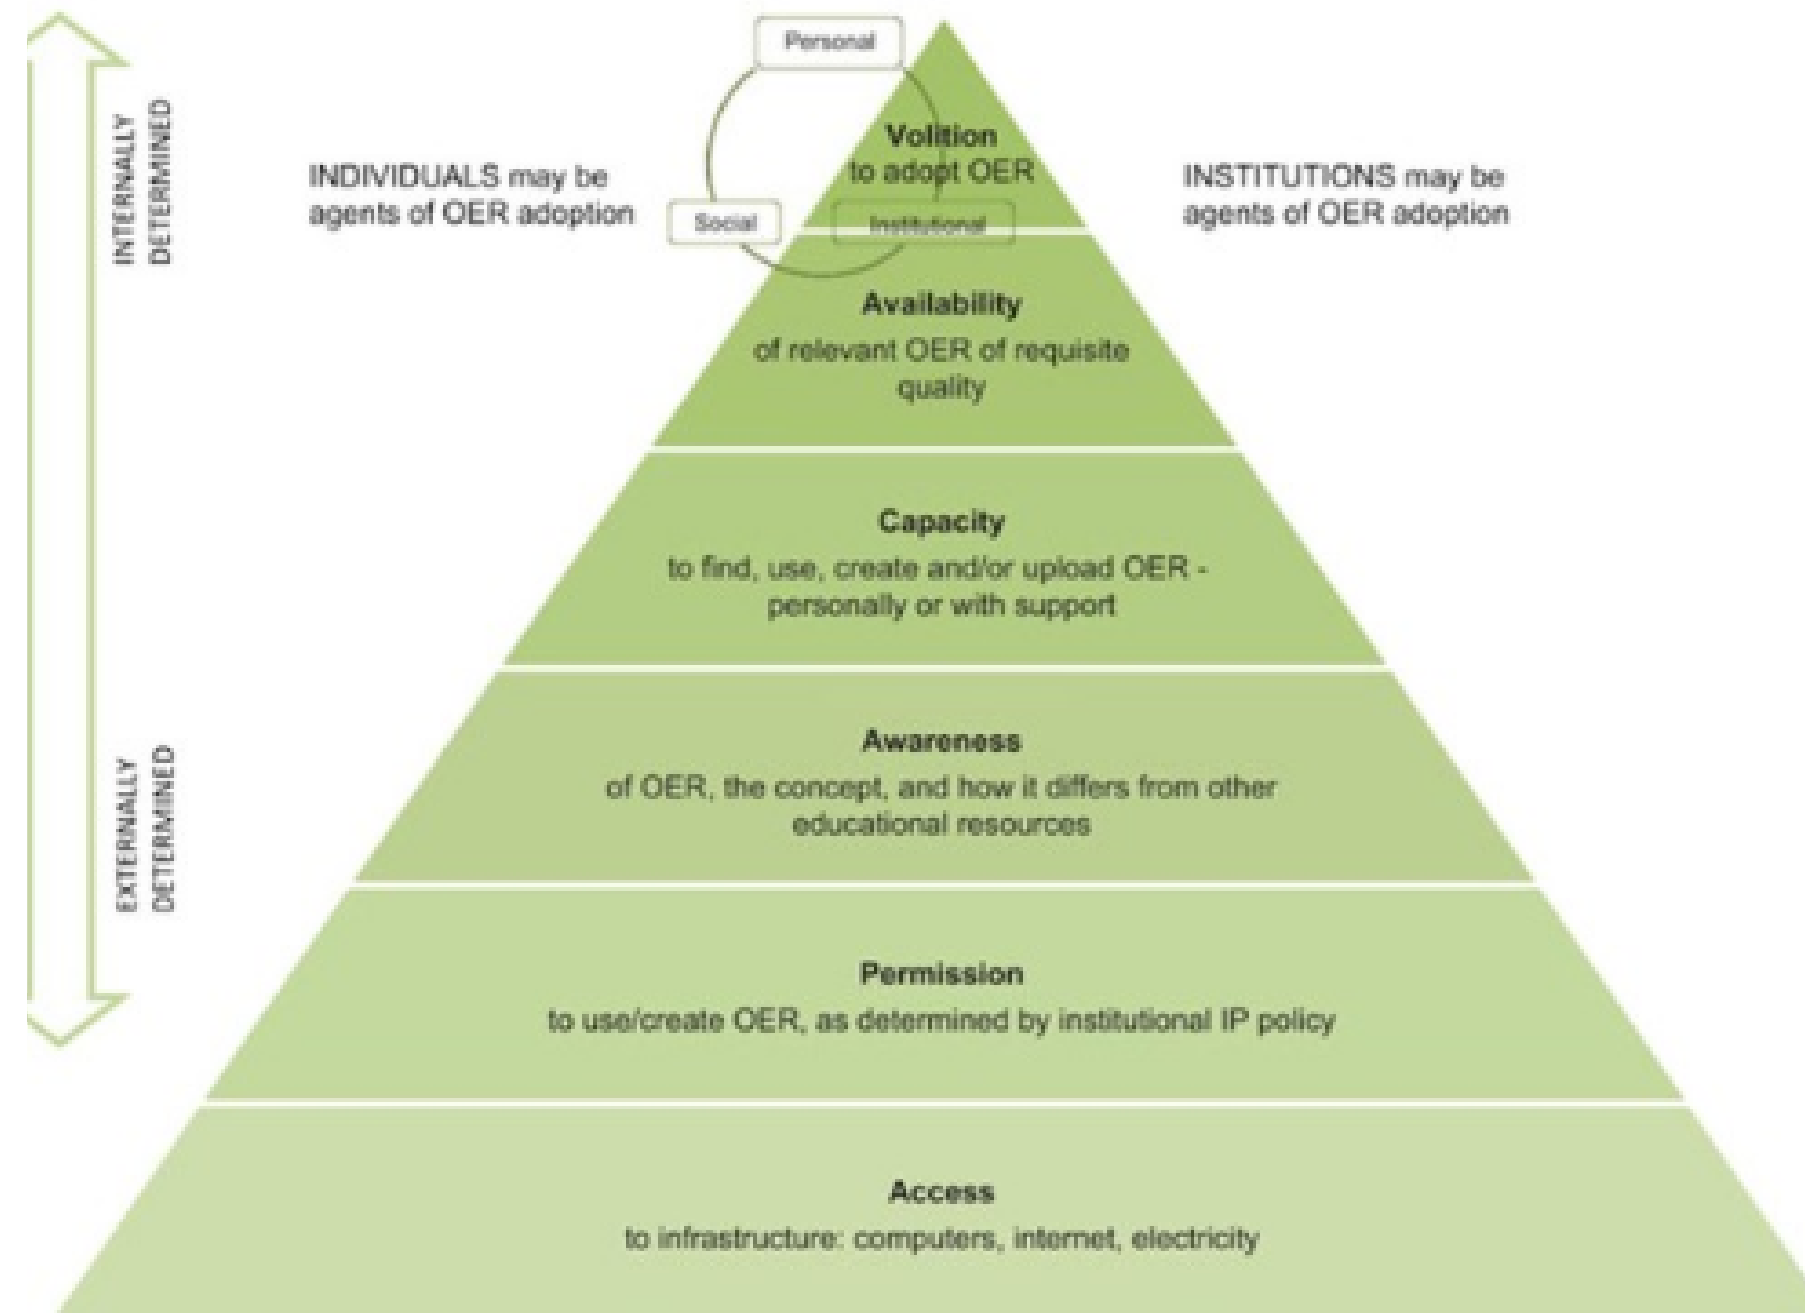 Personal
INTERNALLY
DETERMINED
INDIVIDUALS may be
agents of OER adoption
Volition
to adopt OER
INSTITUTIONS may be
agents of OER adoption
Social
Institutional
Availability
of relevant OER of requisite
quality
Capacity
to find, use, create and/or upload OER -
personally or with support
Awareness
of OER, the concept, and how it differs from other
educational resources
EXTERNALLY
DETERMINED
Permission
to use/create OER, as determined by institutional IP policy
Access
to infrastructure: computers, internet, electricity